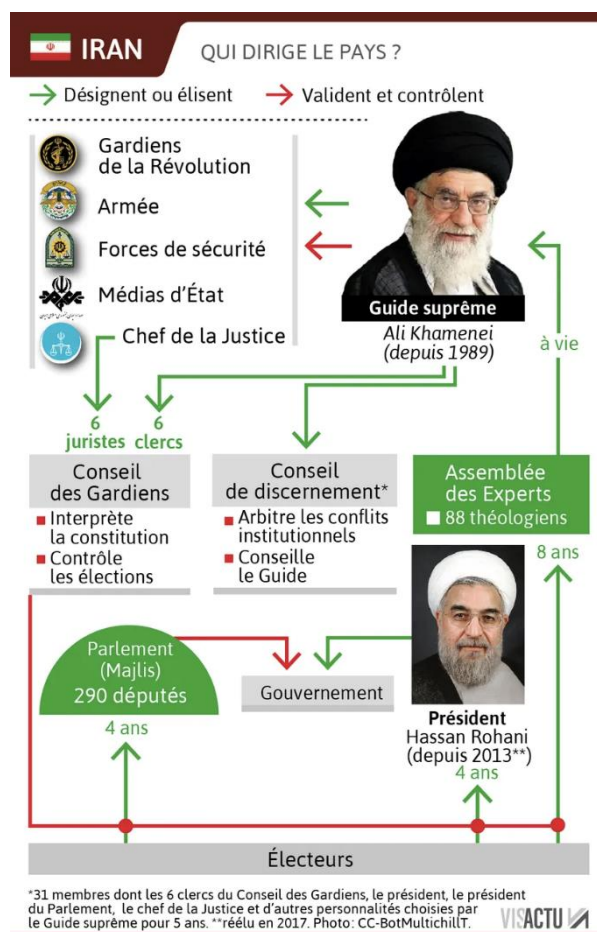 IRAN
QUI DIRIGE LE PAYS ?
Désignent ou élisent
Valident et contrôlent
Gardiens
de la Révolution
Armée
Forces de sécurité
Médias d'État
Chef de la Justice
Guide suprême
Ali Khamenei
(depuis 1989)
à vie
6
juristes
6
clercs
Conseil
des Gardiens
Interprète
la constitution
Contrôle
les élections
Conseil
de discernement*
Arbitre les conflits
institutionnels
Conseille
le Guide
Assemblée
des Experts
88 théologiens
8 ans
Parlement
(Majlis)
290 députés
4 ans
Gouvernement
Président
Hassan Rohani
(depuis 2013**)
4 ans
Électeurs
*31 membres dont les 6 clercs du Conseil des Gardiens, le président, le président
du Parlement, le chef de la Justice et d'autres personnalités choisies par
le Guide suprême pour 5 ans. **réélu en 2017. Photo: CC-BotMultichillT.
VISACTU